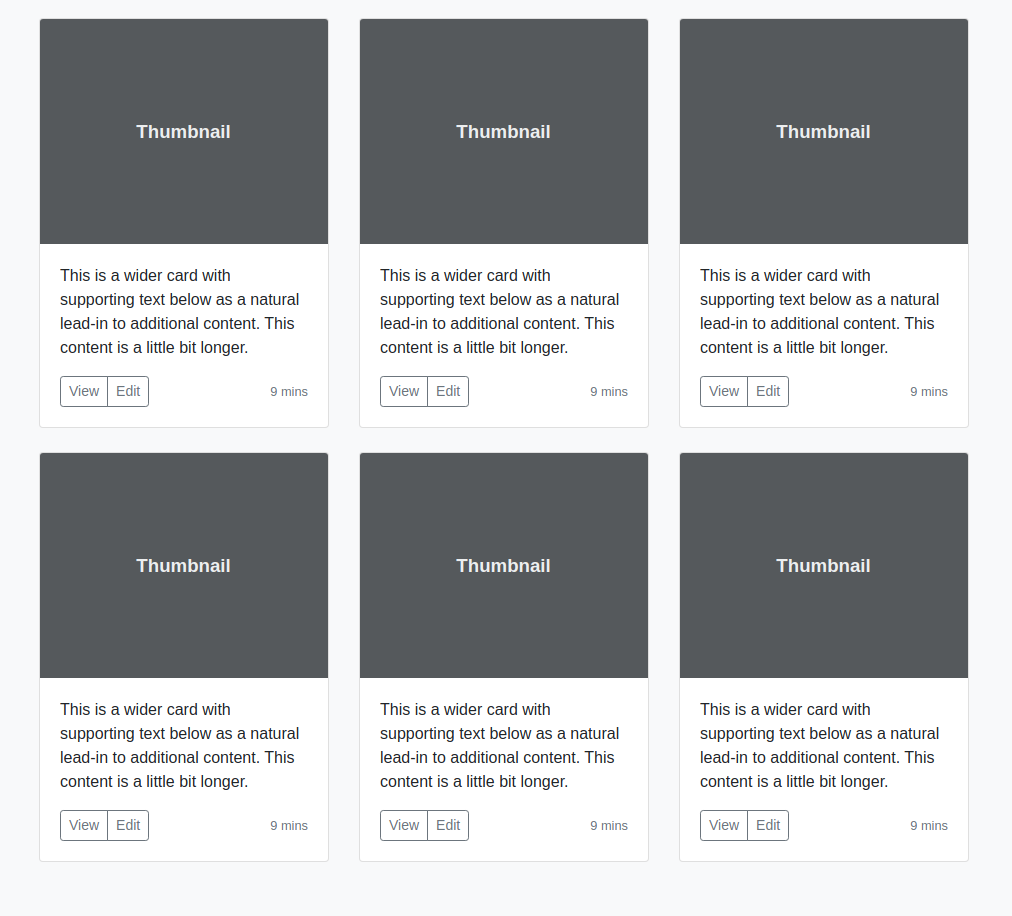 Thumbnail
This is a wider card with
supporting text below as a natural
lead-in to additional content. This
content is a little bit longer.
View Edit 9 mins
Thumbnail
This is a wider card with
supporting text below as a natural
lead-in to additional content. This
content is a little bit longer.
View Edit 9 mins
Thumbnail
This is a wider card with
supporting text below as a natural
lead-in to additional content. This
content is a little bit longer.
View Edit 9 mins
Thumbnail
This is a wider card with
supporting text below as a natural
lead-in to additional content. This
content is a little bit longer.
View Edit 9 mins
Thumbnail
This is a wider card with
supporting text below as a natural
lead-in to additional content. This
content is a little bit longer.
View Edit 9 mins
Thumbnail
This is a wider card with
supporting text below as a natural
lead-in to additional content. This
content is a little bit longer.
View Edit 9 mins